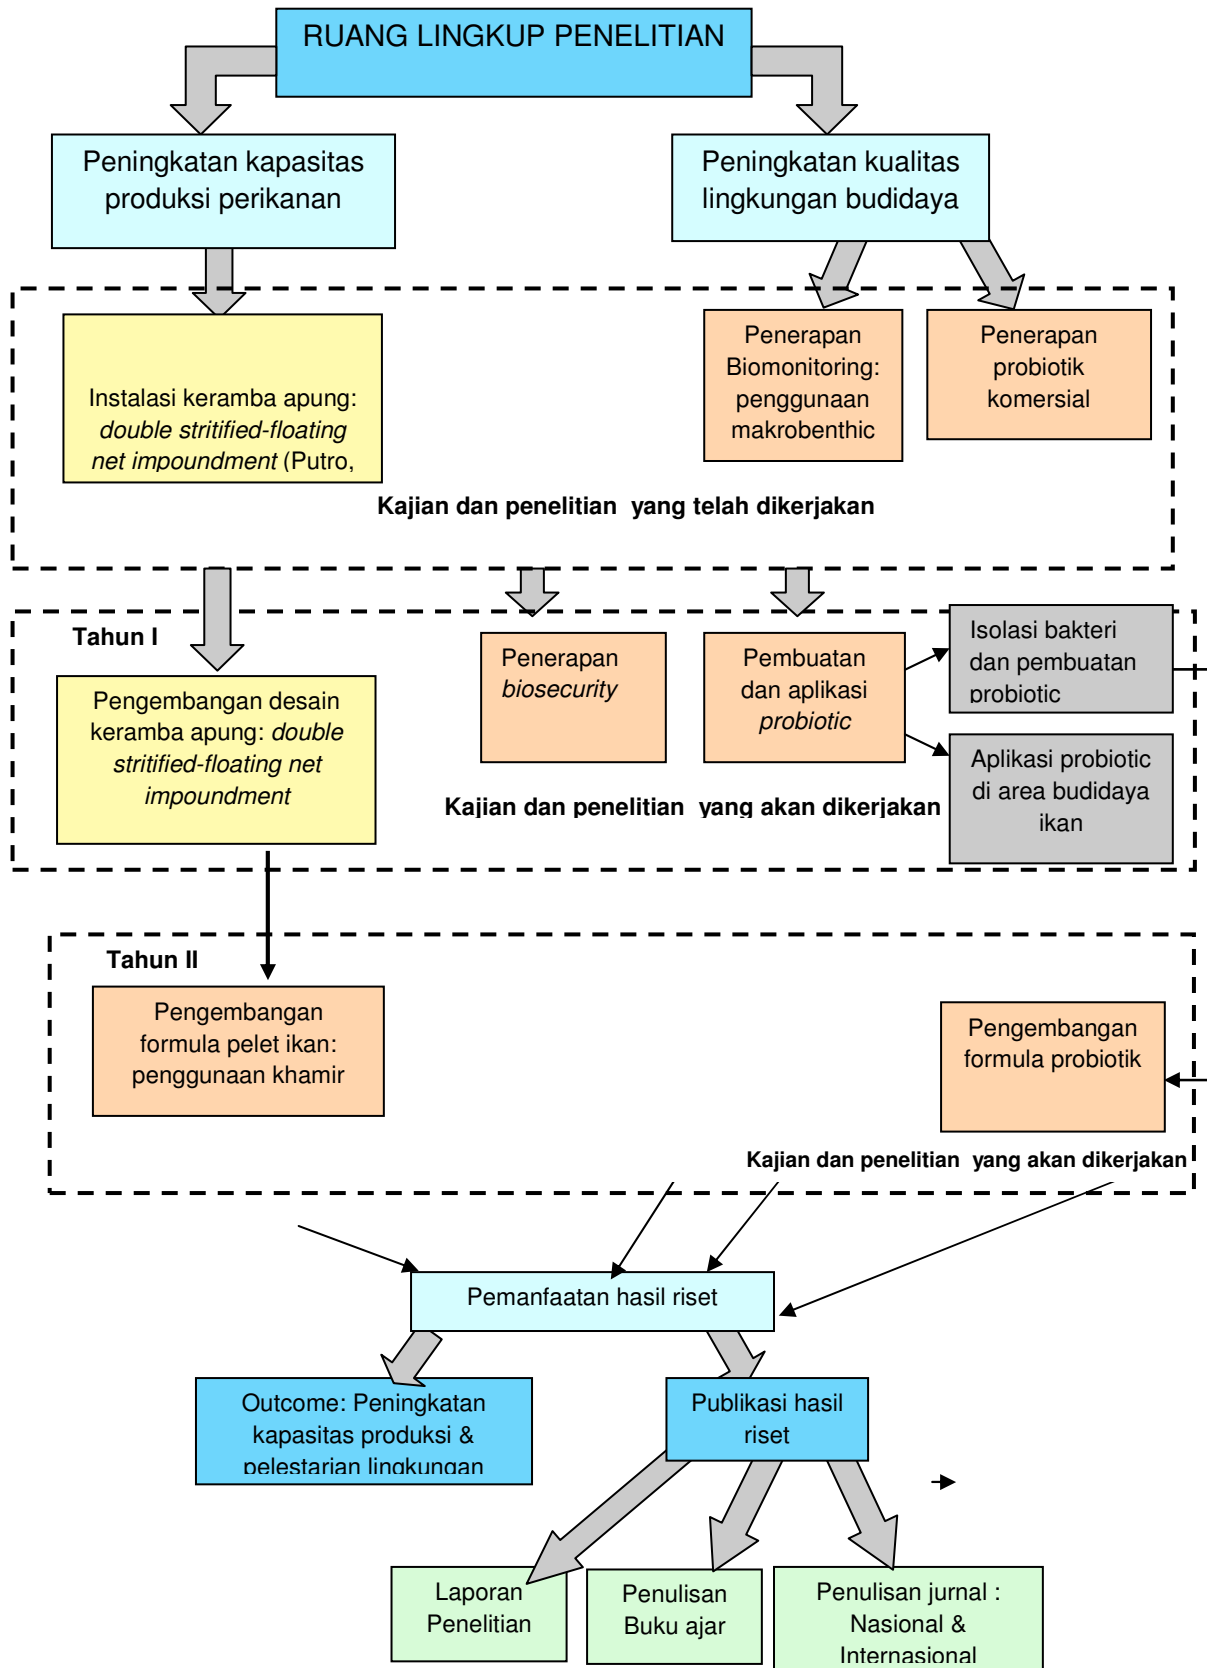 RUANG LINGKUP PENELITIAN
Peningkatan kapasitas
produksi perikanan
Peningkatan kualitas
lingkungan budidaya
Instalasi keramba apung:
double stritified-floating
net impoundment (Putro,
Penerapan
Biomonitoring:
penggunaan
makrobenthic
Penerapan
probiotik
komersial
Kajian dan penelitian yang telah dikerjakan
Tahun I
Pengembangan desain
keramba apung: double
stritified-floating net
impoundment
Penerapan
biosecurity
Pembuatan
dan aplikasi
probiotic
Isolasi bakteri
dan pembuatan
probiotic
Aplikasi probiotic
di area budidaya
ikan
Kajian dan penelitian yang akan dikerjakan
Tahun II
Pengembangan
formula pelet ikan:
penggunaan khamir
Pengembangan
formula probiotik
Kajian dan penelitian yang akan dikerjakan
Pemanfaatan hasil riset
Outcome: Peningkatan
kapasitas produksi &
pelestarian lingkungan
Publikasi hasil
riset
Laporan
Penelitian
Penulisan
Buku ajar
Penulisan jurnal :
Nasional &
Internasional